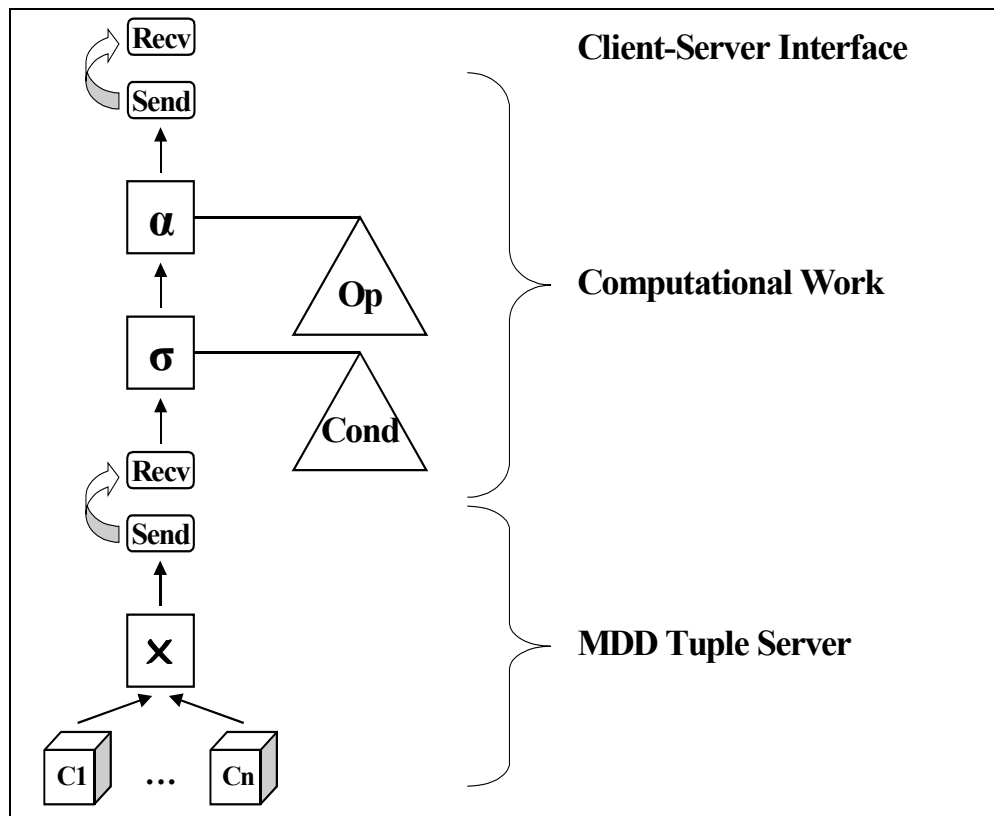 Recv
Client-Server Interface
Send
α
Op
Computational Work
σ
Cond
Recv
Send
×
MDD Tuple Server
C1 ... Cn